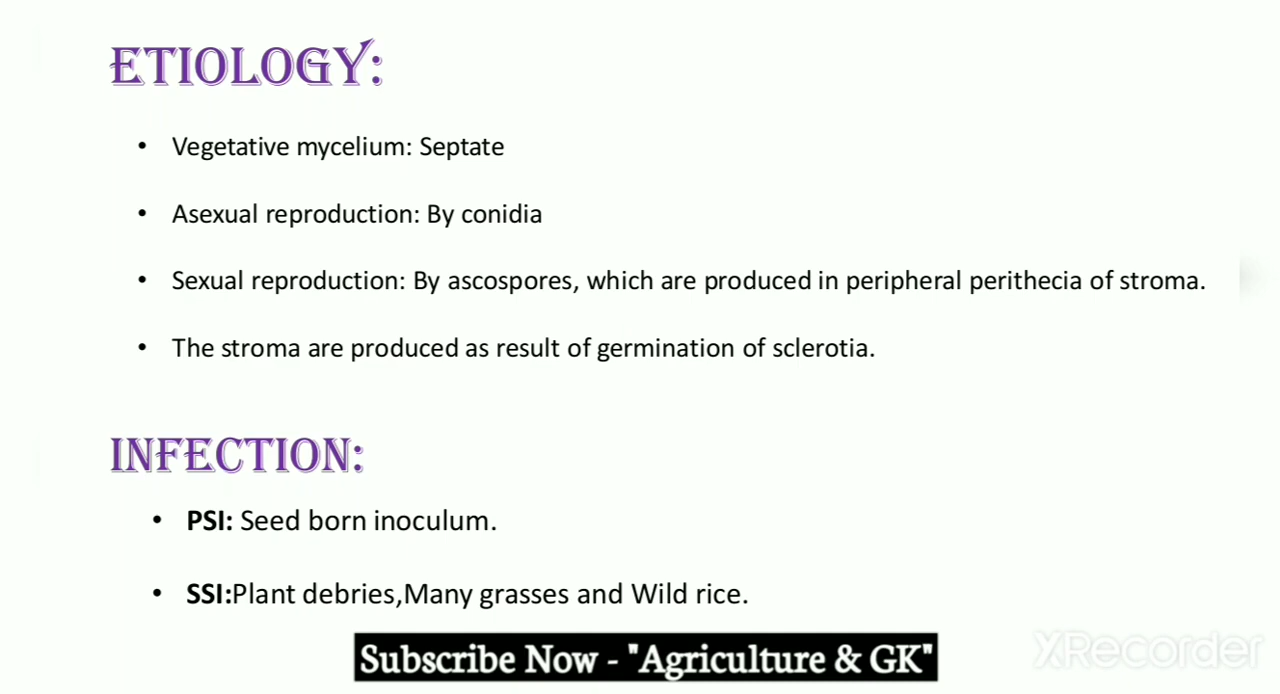 ETIOLOGY:
• Vegetative mycelium: Septate
• Asexual reproduction: By conidia
• Sexual reproduction: By ascospores, which are produced in peripheral perithecia of stroma.
• The stroma are produced as result of germination of sclerotia.
INFECTION:
• PSI: Seed born inoculum.
• SSI:Plant debries,Many grasses and Wild rice.
Subscribe Now - "Agriculture & GK"
XRecorder